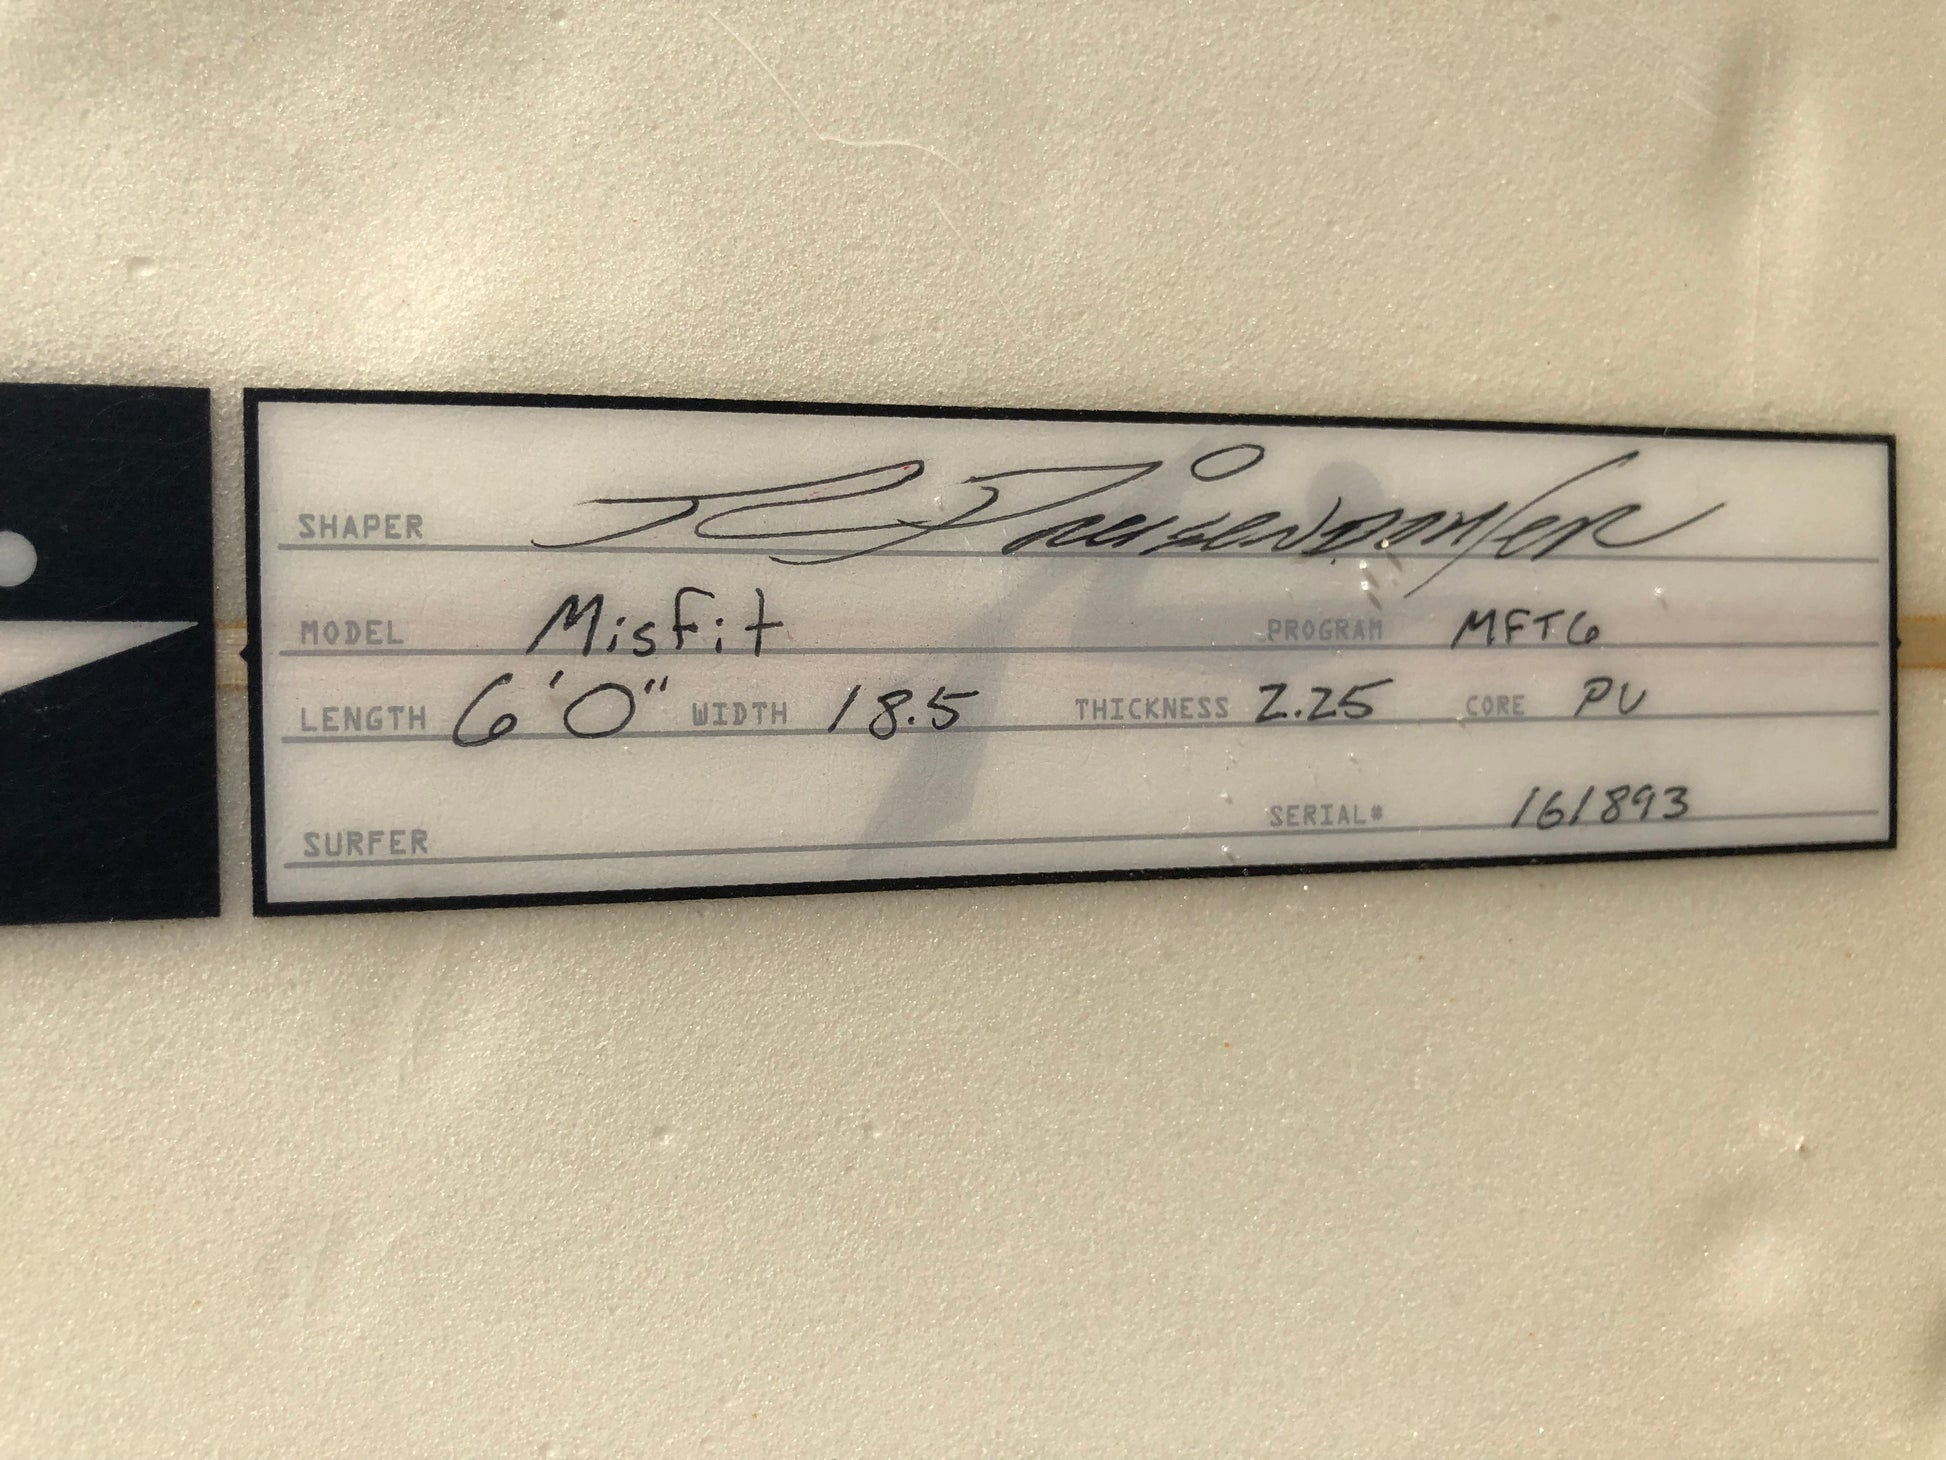 SHAPER
MODEL Misfit PROGRAM MFT6
LENGTH 6'0" WIDTH 18.5 THICKNESS 2.25 CORE PU
SERIAL# 161893
SURFER